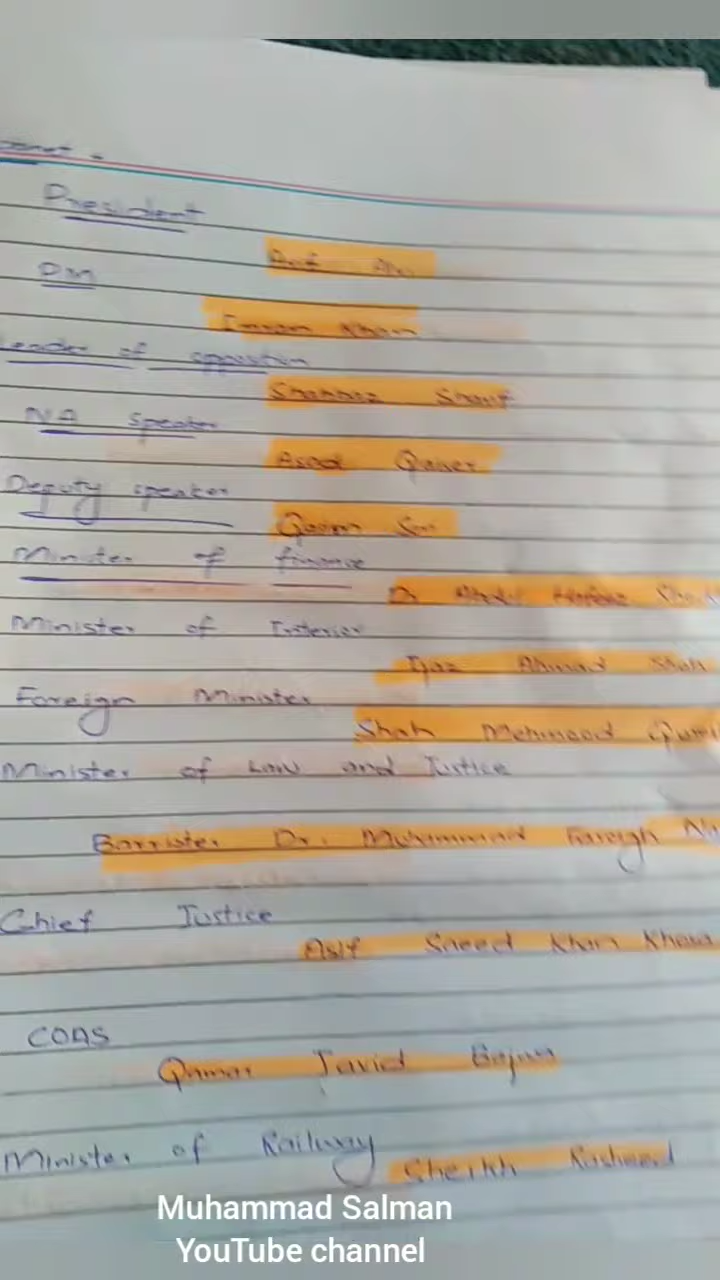 President
Arif Alvi
PM
Imran Khan
Leader of opposition
Shahbaz Sharif
NA Speaker
Asad Qaiser
Deputy speaker
Qasim Suri
Minister of finance
Dr Abdul Hafeez
Minister of Interior
Ijaz Ahmad Shah
Foreign Minister
Shah Mehmood
Minister of Law and Justice
Barrister Dr. Muhammad Farogh
Chief Justice
Asif Saeed Khan Khosa
COAS
Qamar Javid Bajwa
Minister of Railway
Sheikh Rasheed
Muhammad Salman
YouTube channel